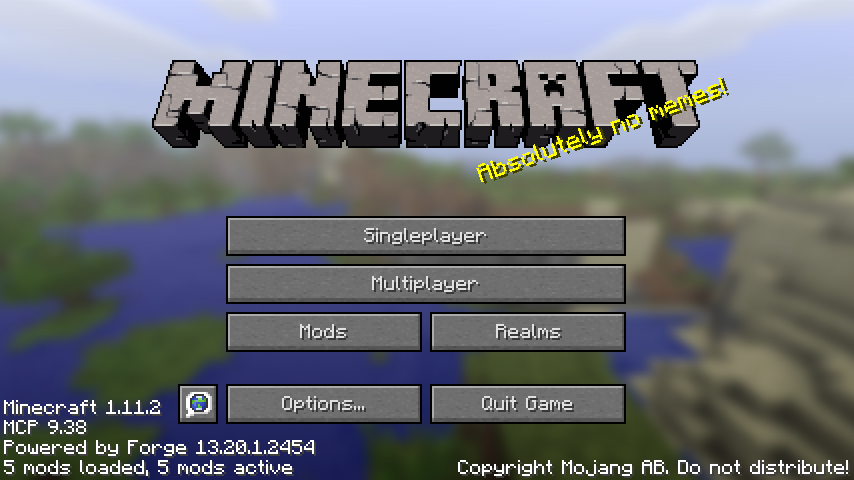 MINECRAFT
Absolutely no memes!
Singleplayer
Multiplayer
Mods
Realms
Options...
Quit Game
Minecraft 1.11.2
MCP 9.38
Powered by Forge 13.20.1.2454
5 mods loaded, 5 mods active
Copyright Mojang AB. Do not distribute!